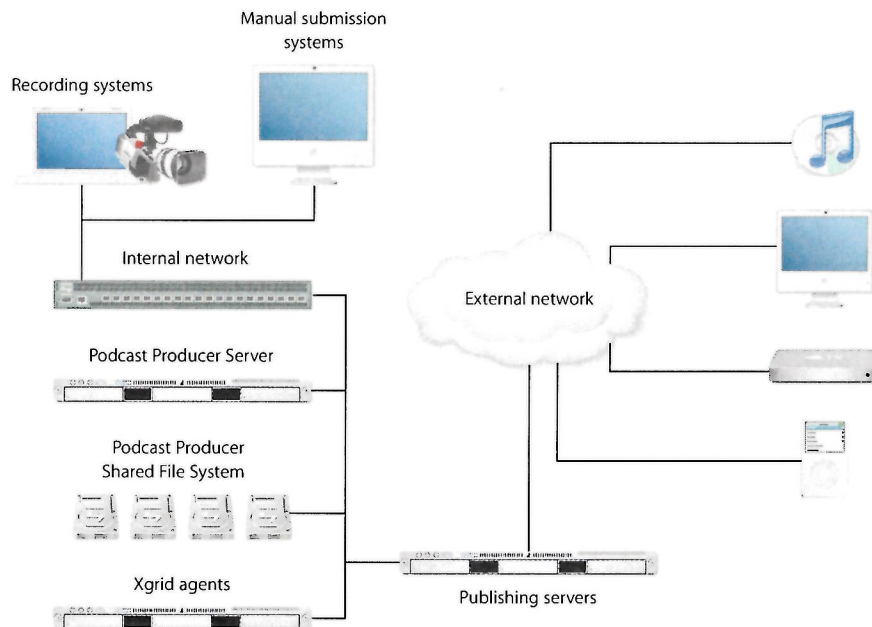 Manual submission
systems
Recording systems
Internal network
External network
Podcast Producer Server
Podcast Producer
Shared File System
Xgrid agents
Publishing servers